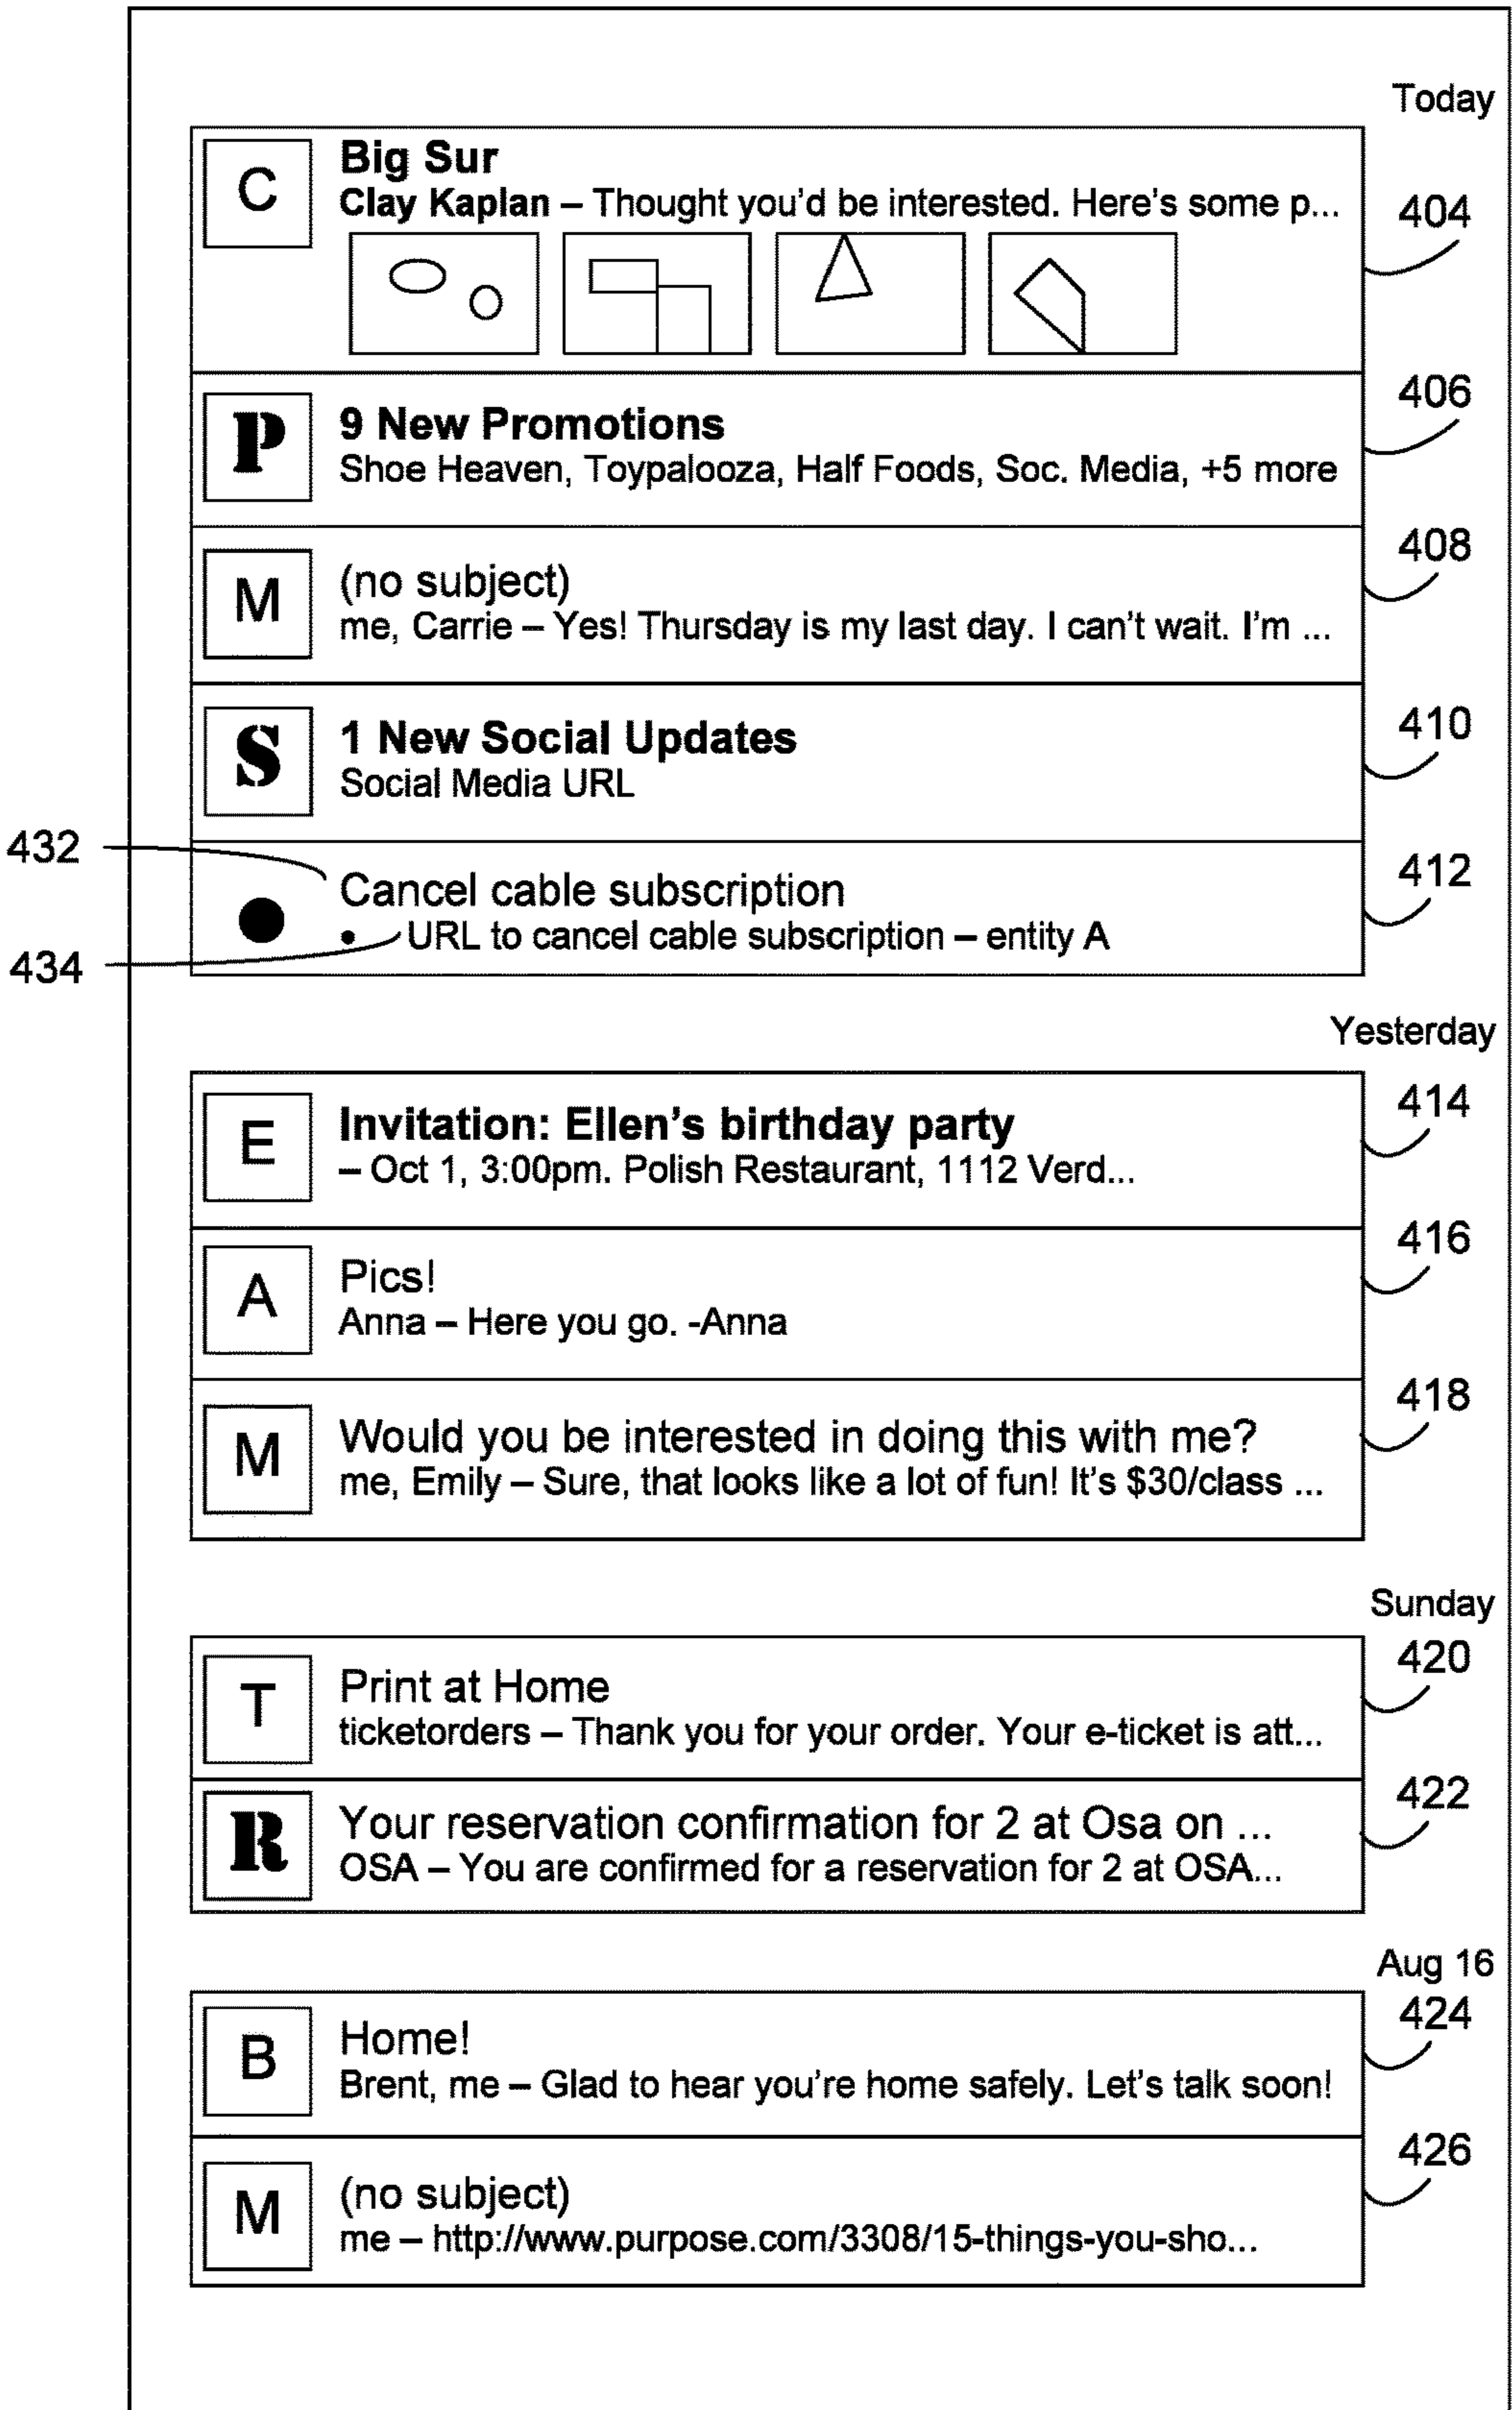 Today
C
Big Sur
Clay Kaplan – Thought you'd be interested. Here's some p...
404
P
9 New Promotions
Shoe Heaven, Toypalooza, Half Foods, Soc. Media, +5 more
406
M
(no subject)
me, Carrie – Yes! Thursday is my last day. I can't wait. I'm ...
408
S
1 New Social Updates
Social Media URL
410
432
Cancel cable subscription
412
434
• URL to cancel cable subscription – entity A
Yesterday
E
Invitation: Ellen's birthday party
– Oct 1, 3:00pm. Polish Restaurant, 1112 Verd...
414
A
Pics!
Anna – Here you go. -Anna
416
M
Would you be interested in doing this with me?
me, Emily – Sure, that looks like a lot of fun! It's $30/class ...
418
Sunday
T
Print at Home
ticketorders – Thank you for your order. Your e-ticket is att...
420
R
Your reservation confirmation for 2 at Osa on ...
OSA – You are confirmed for a reservation for 2 at OSA...
422
Aug 16
B
Home!
Brent, me – Glad to hear you're home safely. Let's talk soon!
424
M
(no subject)
me – http://www.purpose.com/3308/15-things-you-sho...
426